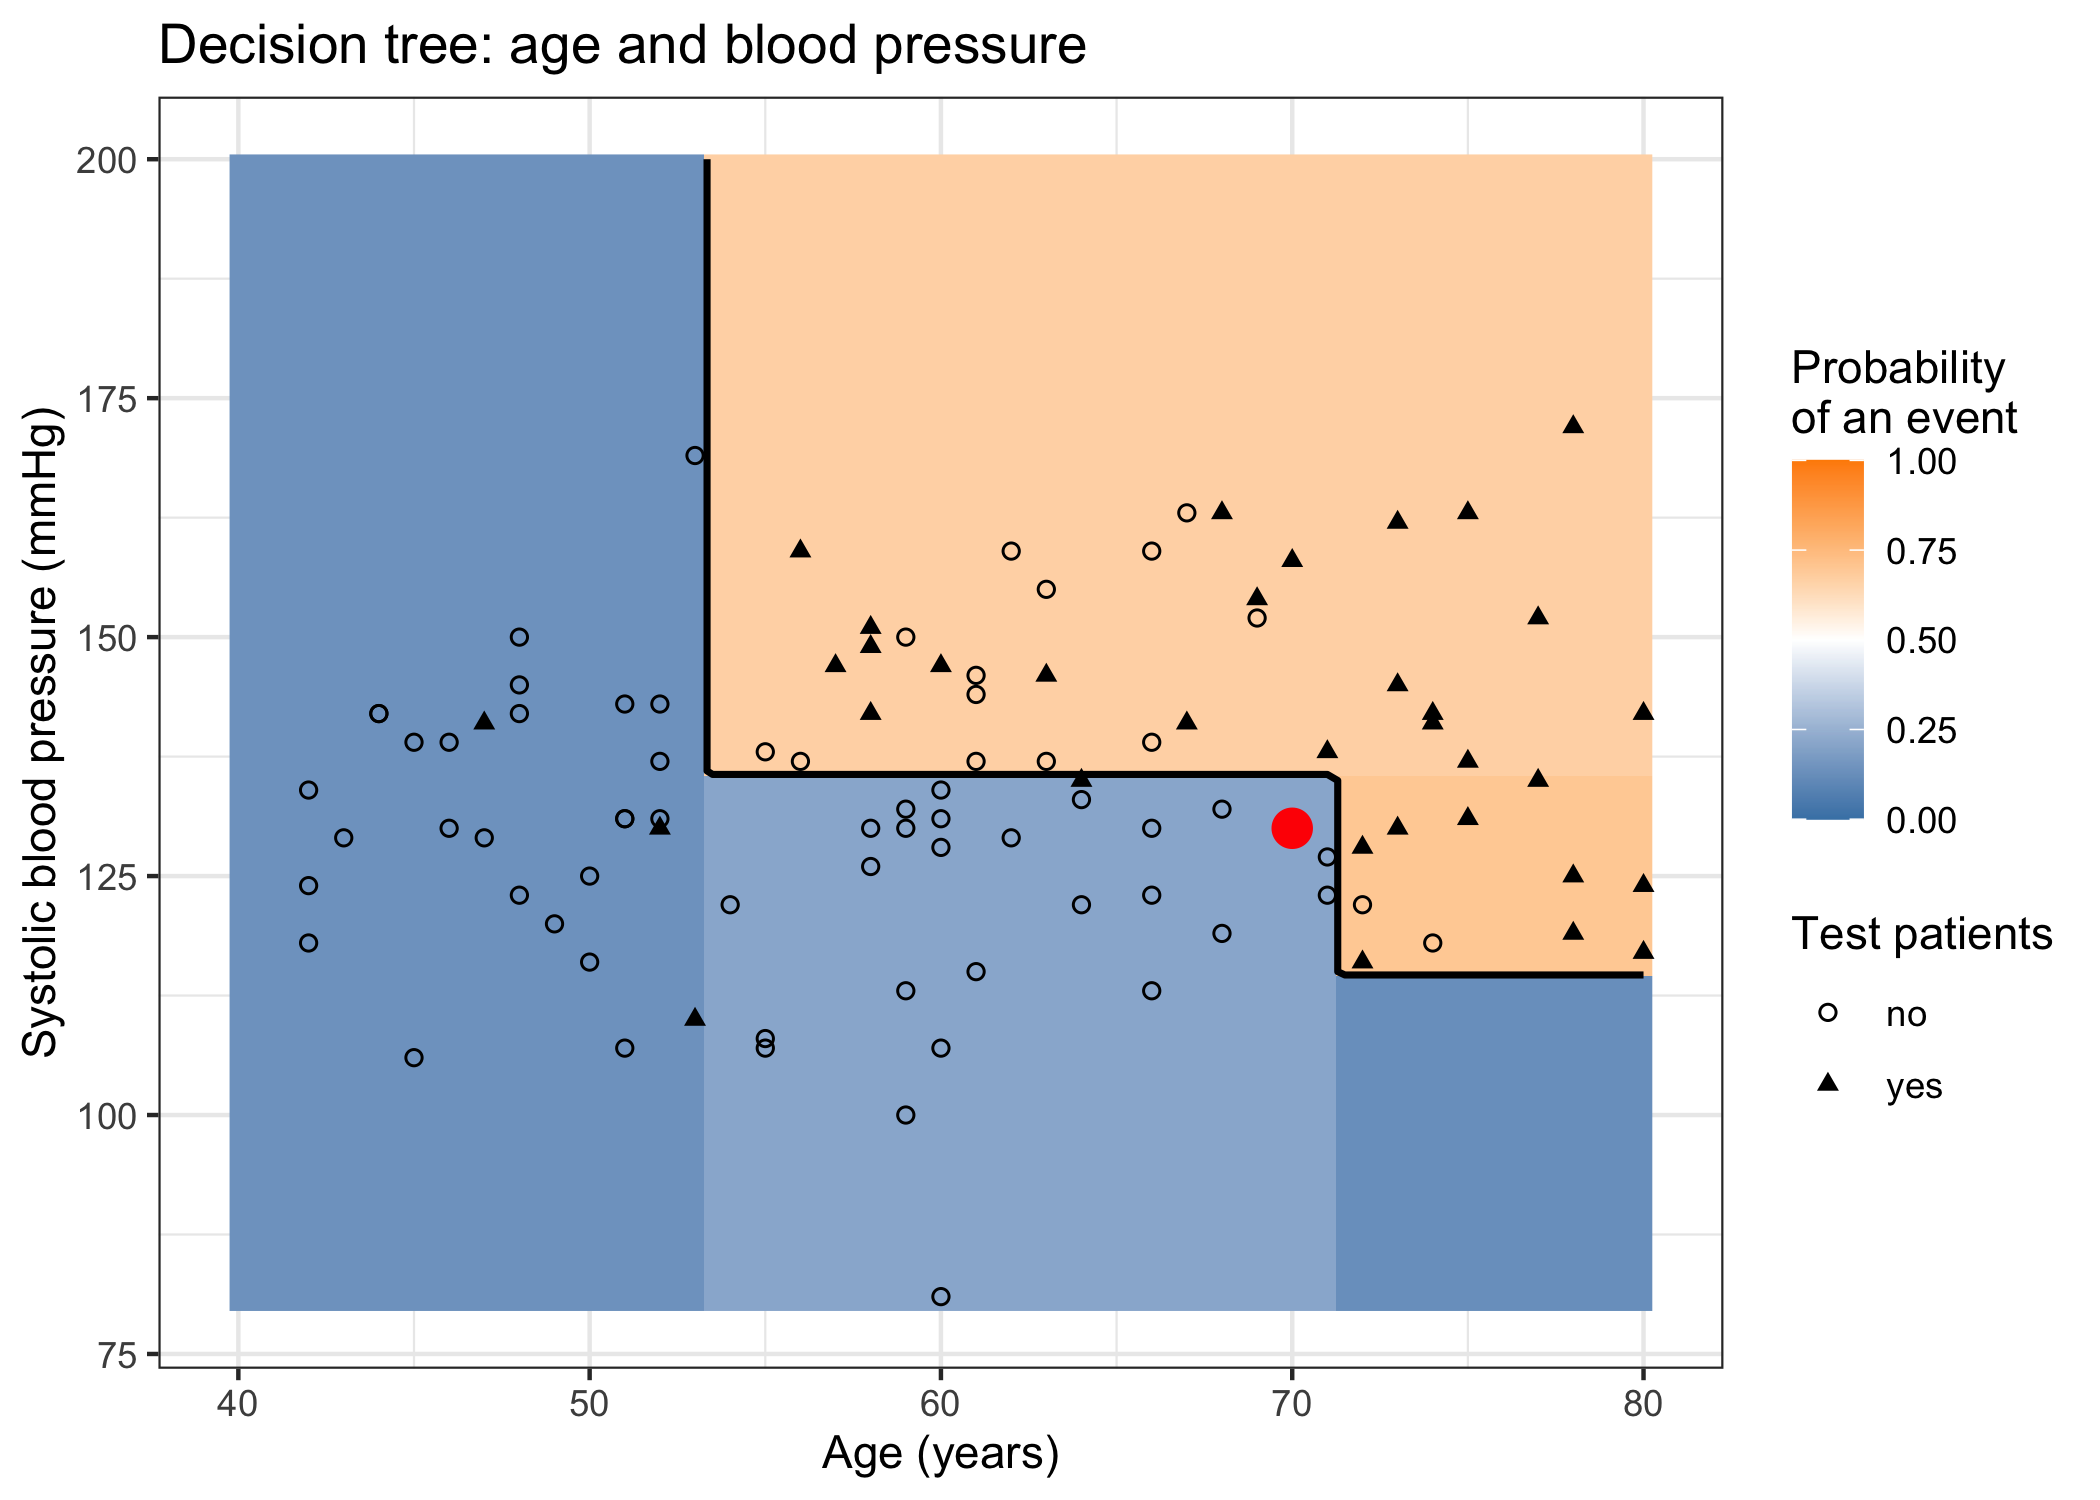 Decision tree: age and blood pressure
Systolic blood pressure (mmHg)
200
175
150
125
100
75
40
50
60
70
80
Age (years)
Probability
of an event
1.00
0.75
0.50
0.25
0.00
Test patients
no
yes